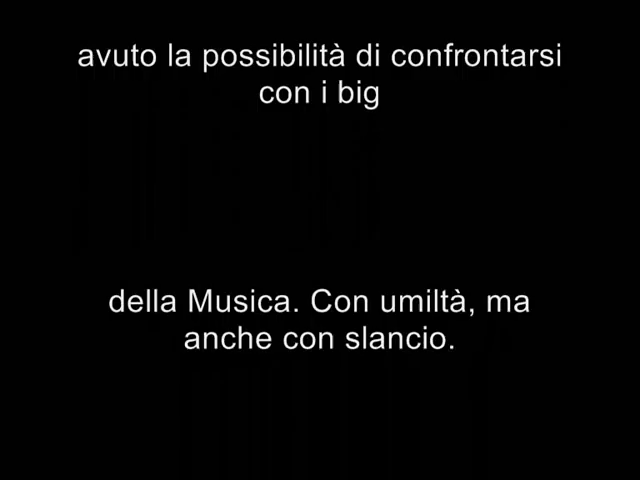 avuto la possibilità di confrontarsi
con i big
della Musica. Con umiltà, ma
anche con slancio.